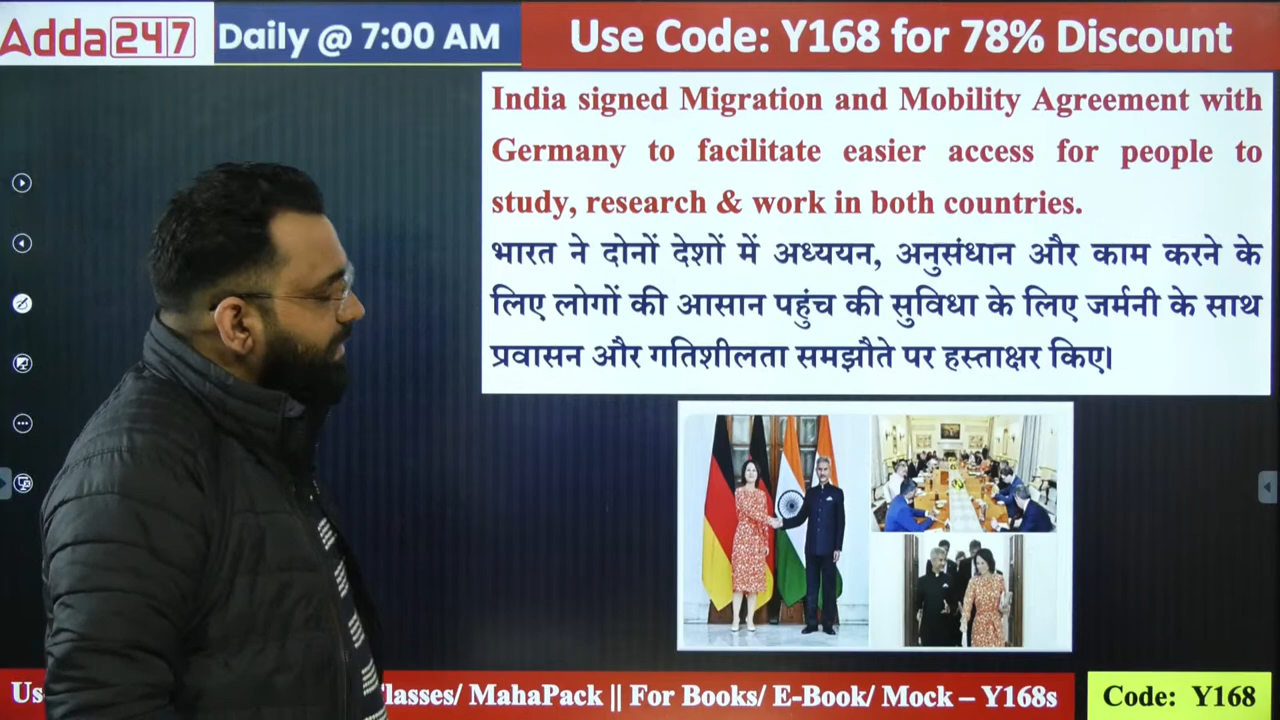 Adda247
Daily @ 7:00 AM
Use Code: Y168 for 78% Discount
India signed Migration and Mobility Agreement with
Germany to facilitate easier access for people to
study, research & work in both countries.
भारत ने दोनों देशों में अध्ययन, अनुसंधान और काम करने के
लिए लोगों की आसान पहुंच की सुविधा के लिए जर्मनी के साथ
प्रवासन और गतिशीलता समझौते पर हस्ताक्षर किए।
MahaPack || For Books/ E-Book/ Mock – Y168s
Code: Y168